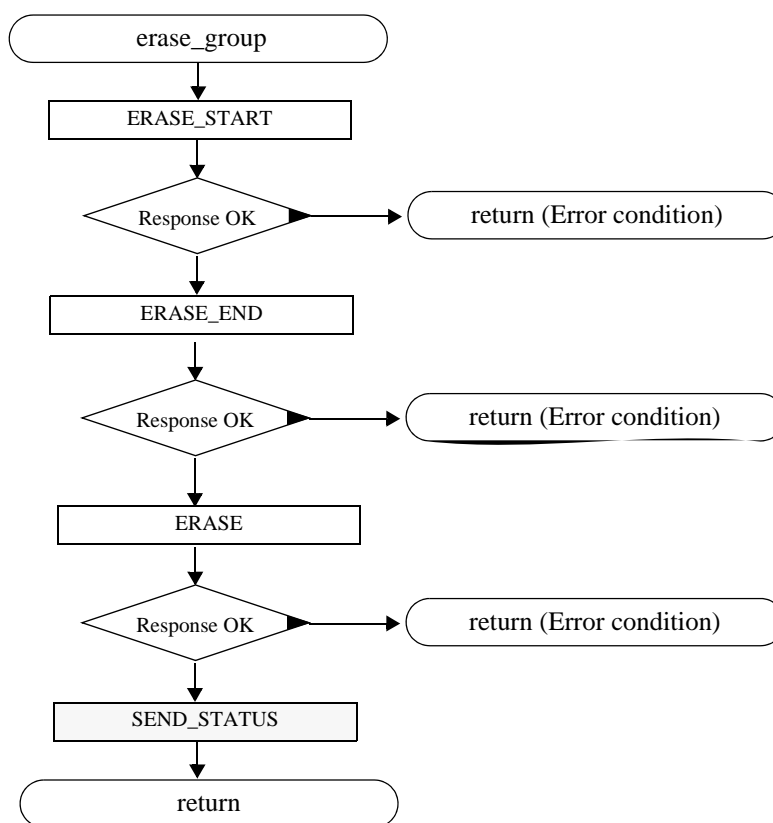 erase_group
ERASE_START
Response OK
return (Error condition)
ERASE_END
Response OK
return (Error condition)
ERASE
Response OK
return (Error condition)
SEND_STATUS
return